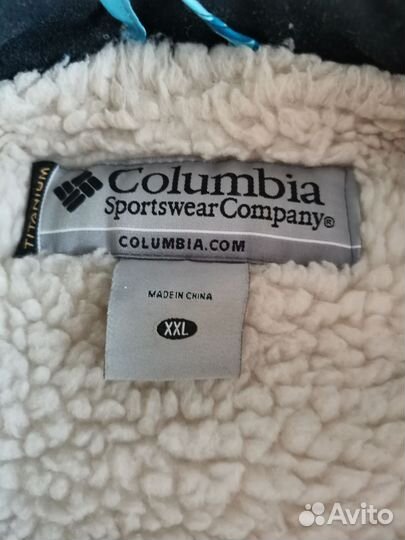 TITANIUM
Columbia
Sportswear Company®
COLUMBIA.COM
MADE IN CHINA
XXL
Avito